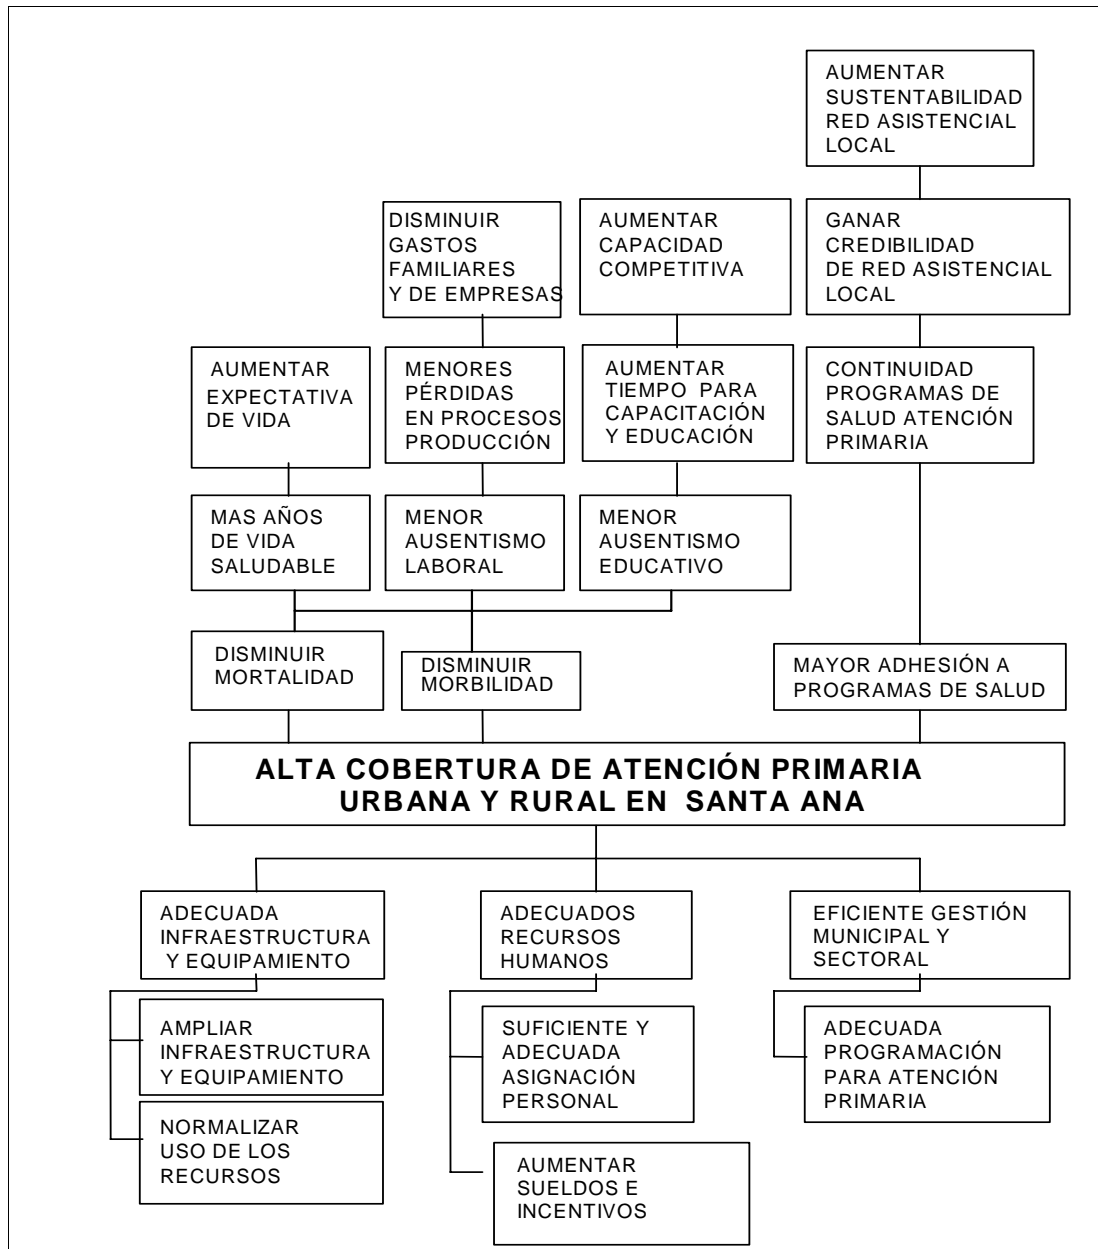 AUMENTAR
SUSTENTABILIDAD
RED ASISTENCIAL
LOCAL
DISMINUIR
GASTOS
FAMILIARES
Y DE EMPRESAS
AUMENTAR
CAPACIDAD
COMPETITIVA
GANAR
CREDIBILIDAD
DE RED ASISTENCIAL
LOCAL
AUMENTAR
EXPECTATIVA
DE VIDA
MENORES
PÉRDIDAS
EN PROCESOS
PRODUCCIÓN
AUMENTAR
TIEMPO PARA
CAPACITACIÓN
Y EDUCACIÓN
CONTINUIDAD
PROGRAMAS DE
SALUD ATENCIÓN
PRIMARIA
MAS AÑOS
DE VIDA
SALUDABLE
MENOR
AUSENTISMO
LABORAL
MENOR
AUSENTISMO
EDUCATIVO
DISMINUIR
MORTALIDAD
DISMINUIR
MORBILIDAD
MAYOR ADHESIÓN A
PROGRAMAS DE SALUD
ALTA COBERTURA DE ATENCIÓN PRIMARIA
URBANA Y RURAL EN SANTA ANA
ADECUADA
INFRAESTRUCTURA
Y EQUIPAMIENTO
ADECUADOS
RECURSOS
HUMANOS
EFICIENTE GESTIÓN
MUNICIPAL Y
SECTORAL
AMPLIAR
INFRAESTRUCTURA
Y EQUIPAMIENTO
SUFICIENTE Y
ADECUADA
ASIGNACIÓN
PERSONAL
ADECUADA
PROGRAMACIÓN
PARA ATENCIÓN
PRIMARIA
NORMALIZAR
USO DE LOS
RECURSOS
AUMENTAR
SUELDOS E
INCENTIVOS